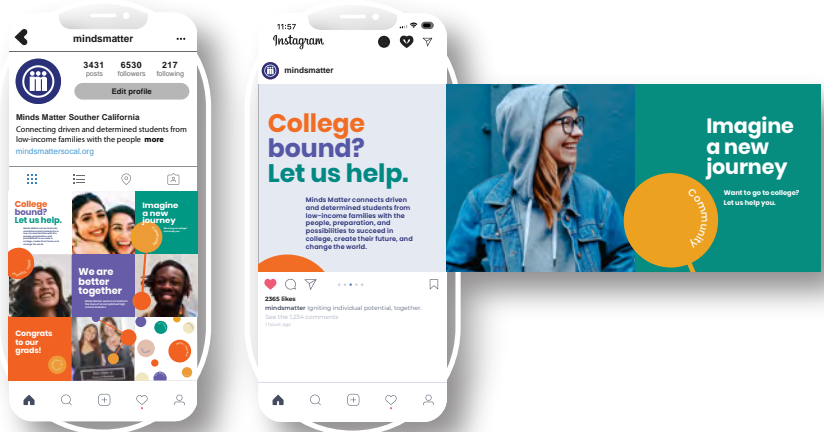 mindsmatter
3431
posts
6530
followers
217
following
Edit profile
Minds Matter Souther California
Connecting driven and determined students from
low-income families with the people more
mindsmattersocal.org
College
bound?
Let us help.
Imagine
a new
journey
We are
better
together
Congrats
to our
grads!
11:57
Instagram
mindsmatter
College
bound?
Let us help.
Minds Matter connects driven
and determined students from
low-income families with the
people, preparation, and
possibilities to succeed in
college, create their future, and
change the world.
Imagine
a new
journey
Want to go to college?
Let us help you.
Community
2365 likes
mindsmatter Igniting individual potential, together.
See the 1,234 comments
1 hours ago